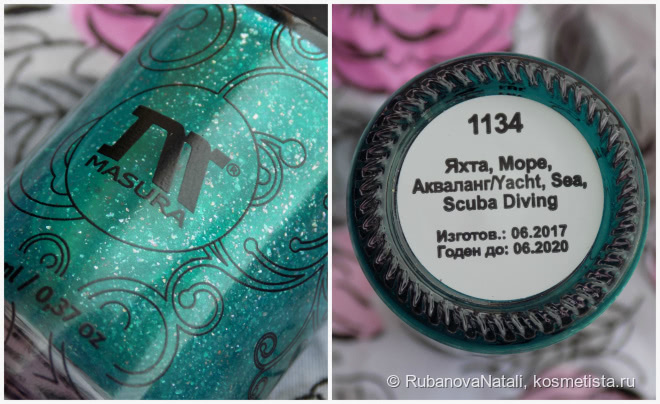 m®
MASURA
ml / 0,37 oz
1134
Яхта, Море,
Акваланг/Yacht, Sea,
Scuba Diving
Изготов.: 06.2017
Годен до: 06.2020
© RubanovaNatali, kosmetista.ru